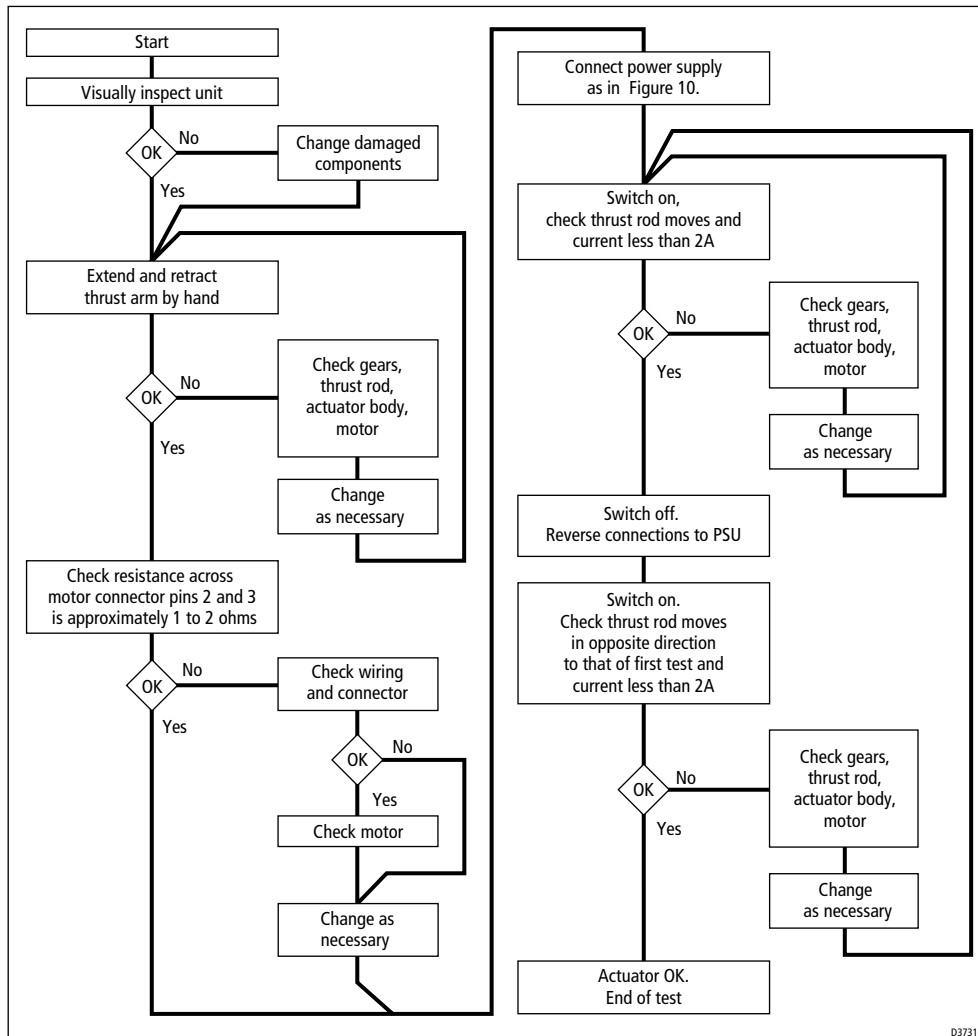 Start
Visually inspect unit
OK
No
Yes
Change damaged
components
Extend and retract
thrust arm by hand
OK
No
Yes
Check gears,
thrust rod,
actuator body,
motor
Change
as necessary
Check resistance across
motor connector pins 2 and 3
is approximately 1 to 2 ohms
OK
No
Yes
Check wiring
and connector
OK
No
Yes
Check motor
Change as
necessary
Connect power supply
as in Figure 10.
Switch on,
check thrust rod moves and
current less than 2A
OK
No
Yes
Check gears,
thrust rod,
actuator body,
motor
Change
as necessary
Switch off.
Reverse connections to PSU
Switch on.
Check thrust rod moves
in opposite direction
to that of first test and
current less than 2A
OK
No
Yes
Check gears,
thrust rod,
actuator body,
motor
Change
as necessary
Actuator OK.
End of test
D3731